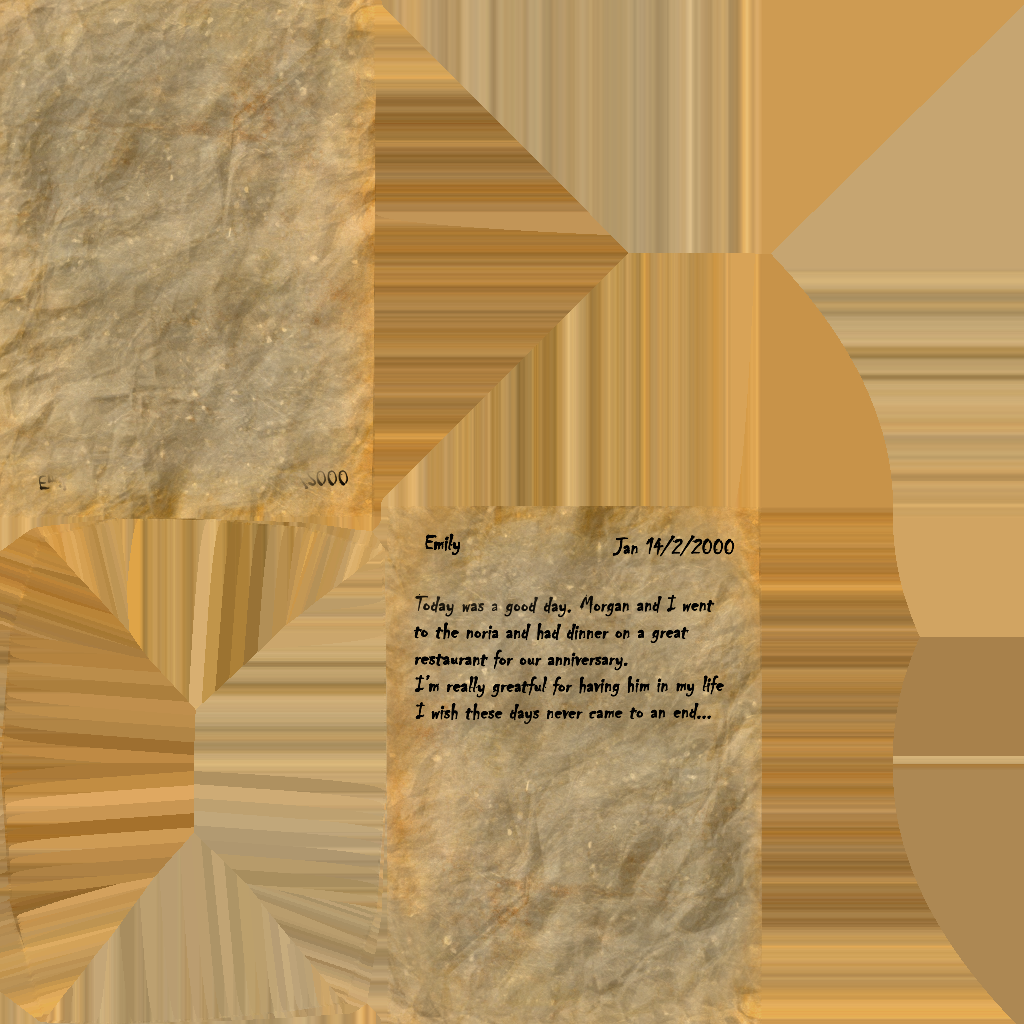 Emily Jan 14/2/2000
Today was a good day. Morgan and I went
to the noria and had dinner on a great
restaurant for our anniversary.
I'm really greatful for having him in my life
I wish these days never came to an end...